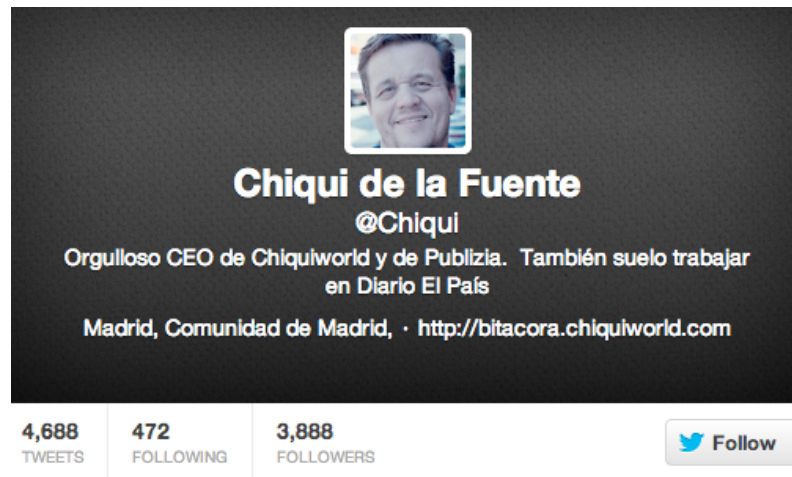 Chiqui de la Fuente
@Chiqui
Orgulloso CEO de Chiquiworld y de Publizia. También suelo trabajar
en Diario El País
Madrid, Comunidad de Madrid, · http://bitacora.chiquiworld.com
4,688 472 3,888
TWEETS FOLLOWING FOLLOWERS
Follow